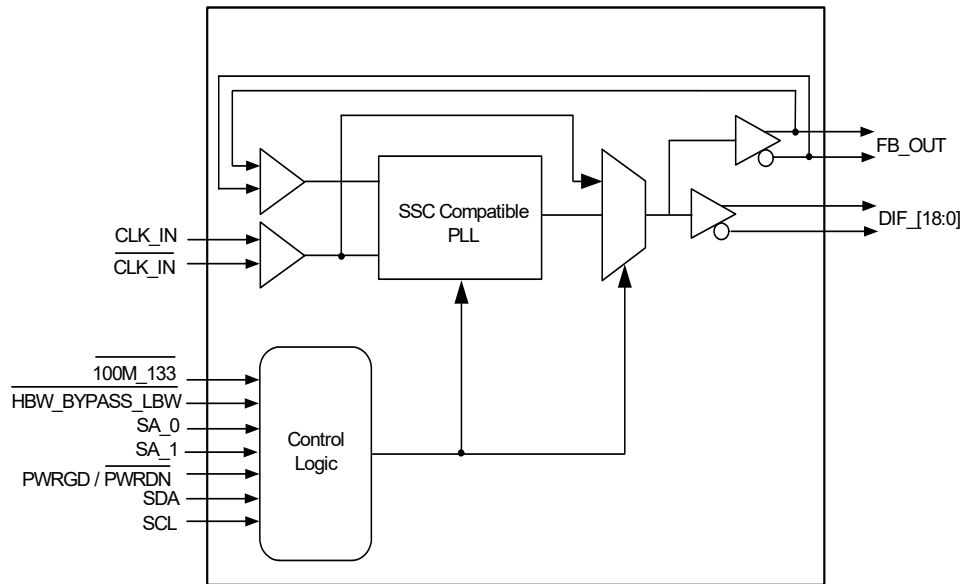 FB_OUT
SSC Compatible
PLL
DIF_[18:0]
CLK_IN
CLK_IN
100M_133
HBW_BYPASS_LBW
SA_0
SA_1
PWRGD / PWRDN
SDA
SCL
Control
Logic